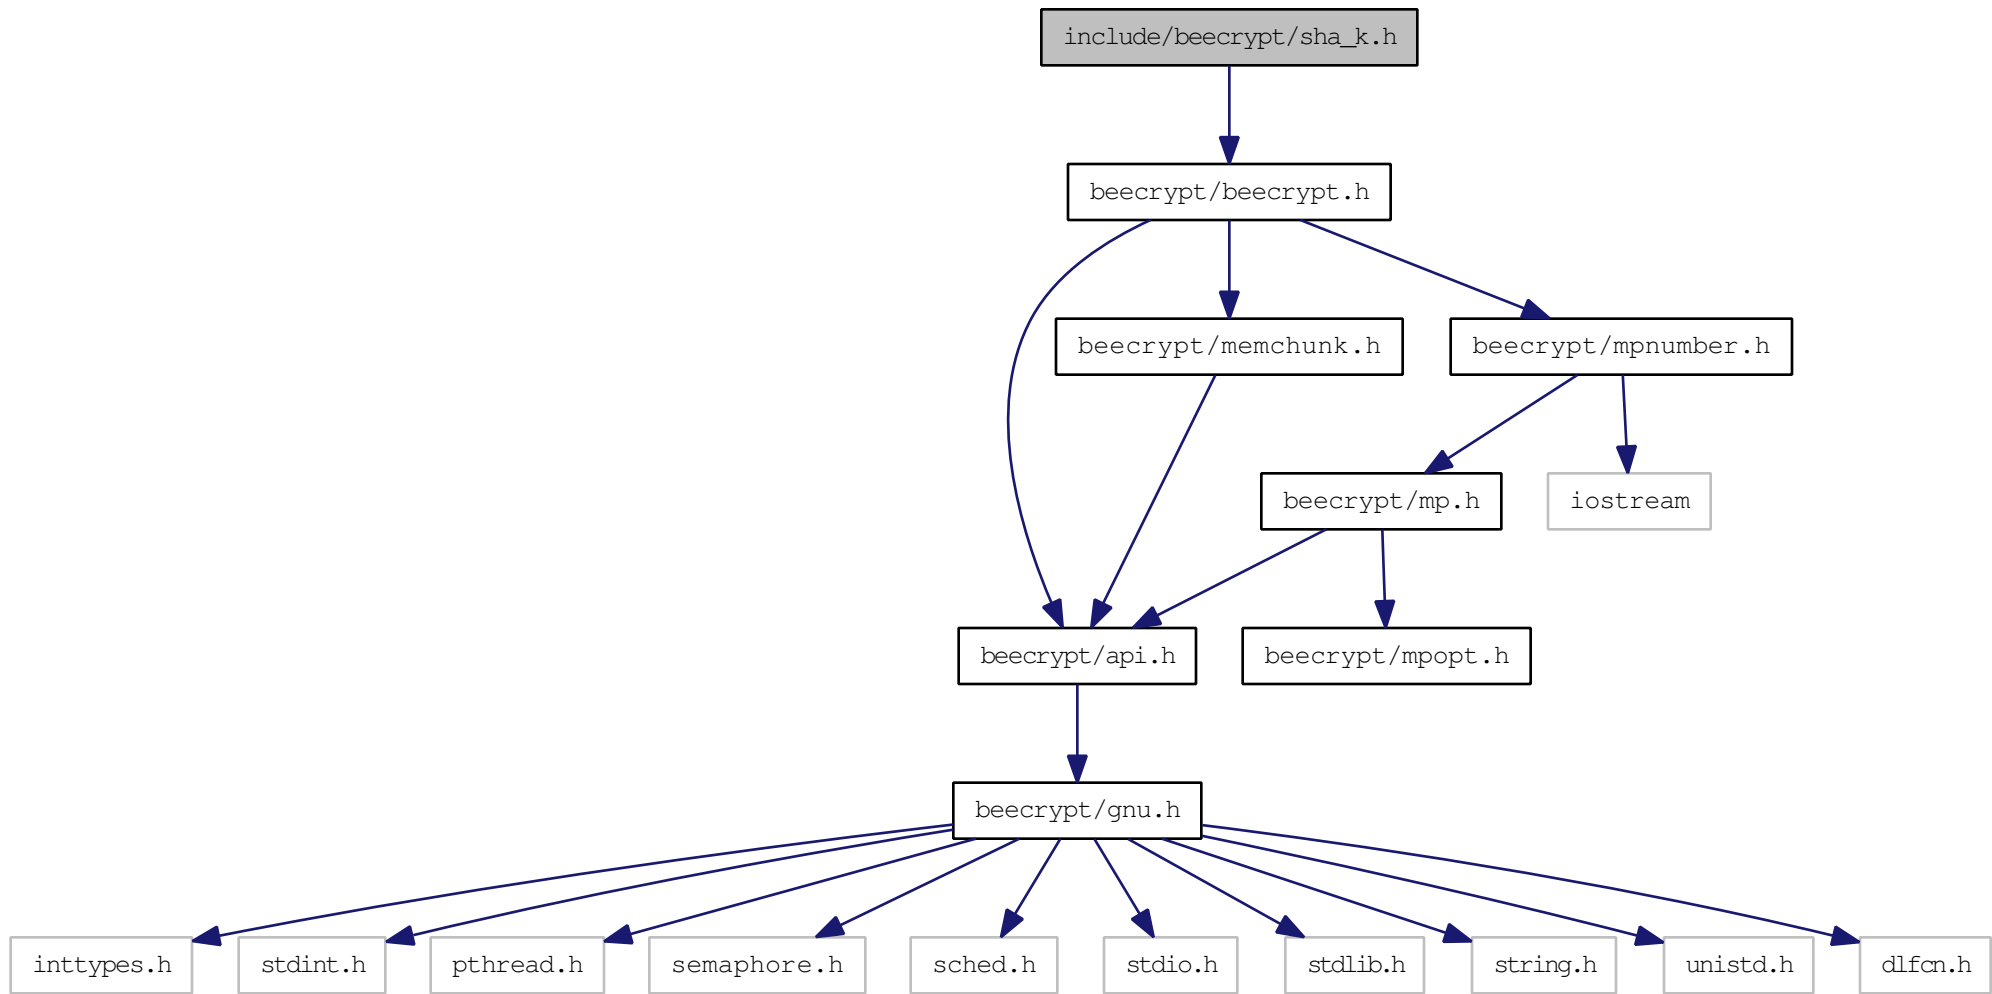 include/beecrypt/sha_k.h
beecrypt/beecrypt.h
beecrypt/memchunk.h
beecrypt/mpnumber.h
beecrypt/mp.h
iostream
beecrypt/api.h
beecrypt/mpopt.h
beecrypt/gnu.h
inttypes.h
stdint.h
pthread.h
semaphore.h
sched.h
stdio.h
stdlib.h
string.h
unistd.h
dlfcn.h